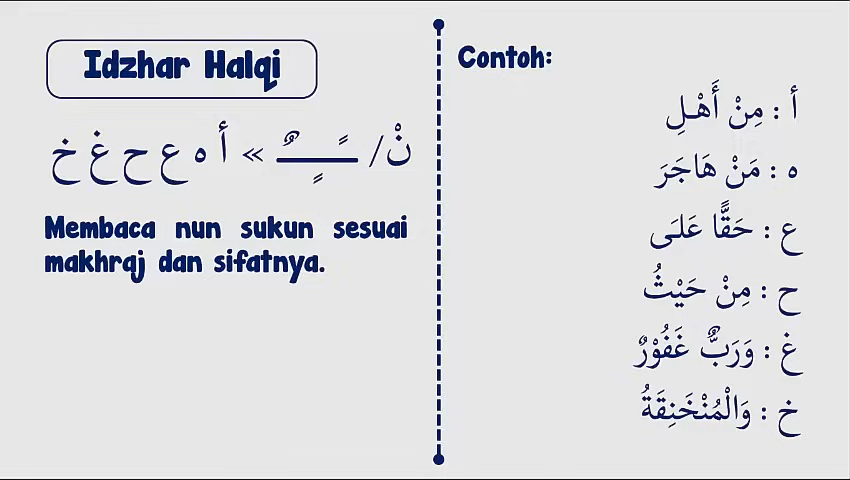 Idzhar Halqi
نْ/ ـًـٍـٌ » أ ه ع ح غ خ
Membaca nun sukun sesuai
makhraj dan sifatnya.
Contoh:
أ : مِنْ أَهْلِ
ه : مَنْ هَاجَرَ
ع : حَقًّا عَلَى
ح : مِنْ حَيْثُ
غ : وَرَبٌّ غَفُوْرٌ
خ : وَالْمُنْخَنِقَةُ